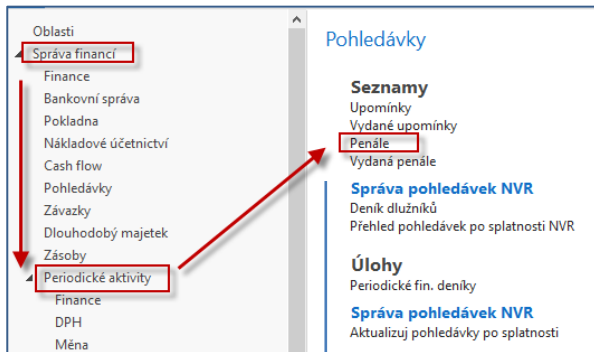 Oblasti
Správa financí
Finance
Bankovní správa
Pokladna
Nákladové účetnictví
Cash flow
Pohledávky
Závazky
Dlouhodobý majetek
Zásoby
Periodické aktivity
Finance
DPH
Měna
Pohledávky
Seznamy
Upomínky
Vydané upomínky
Penále
Vydaná penále
Správa pohledávek NVR
Deník dlužníků
Přehled pohledávek po splatnosti NVR
Úlohy
Periodické fin. deníky
Správa pohledávek NVR
Aktualizuj pohledávky po splatnosti